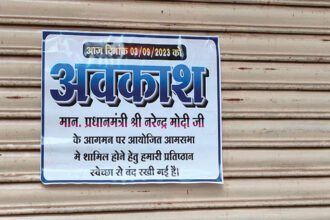 आज दिनांक 03/09/2023 को
अवकाश
मान. प्रधानमंत्री श्री नरेन्द्र मोदी जी
के आगमन पर आयोजित आमसभा
मे शामिल होने हेतु हमारी प्रतिष्ठान
स्वेच्छा से बंद रखी गई है।